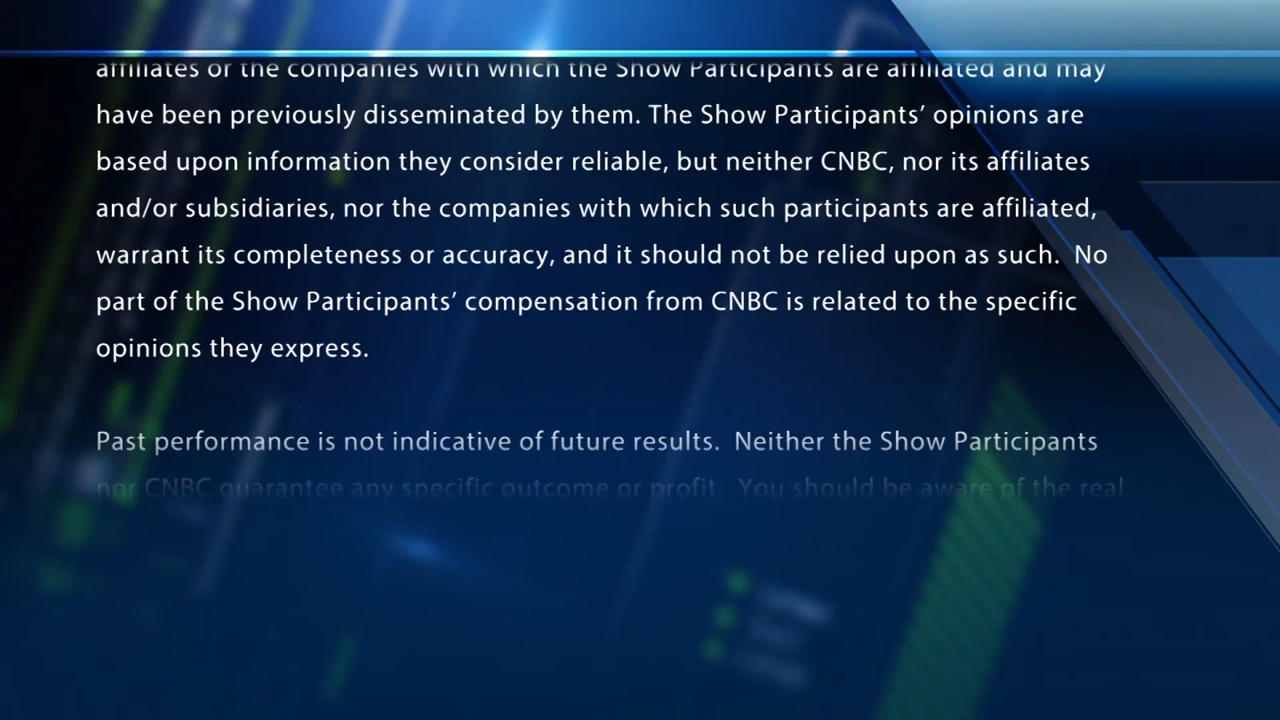 affiliates or the companies with which the Show Participants are affiliated and may
have been previously disseminated by them. The Show Participants’ opinions are
based upon information they consider reliable, but neither CNBC, nor its affiliates
and/or subsidiaries, nor the companies with which such participants are affiliated,
warrant its completeness or accuracy, and it should not be relied upon as such.  No
part of the Show Participants’ compensation from CNBC is related to the specific
opinions they express.
Past performance is not indicative of future results.  Neither the Show Participants
nor CNBC guarantee any specific outcome or profit.  You should be aware of the real